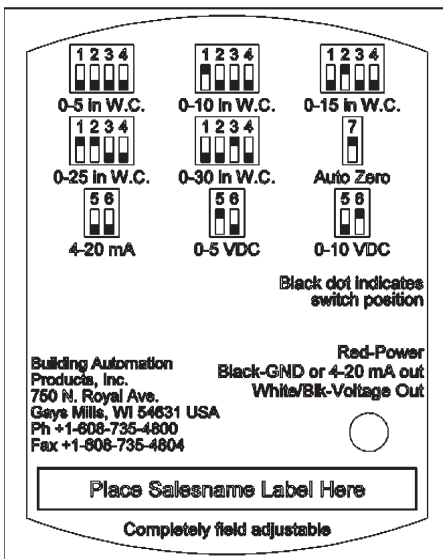 1 2 3 4 1 2 3 4 1 2 3 4
0-5 in W.C. 0-10 in W.C. 0-15 in W.C.
1 2 3 4 1 2 3 4 7
0-25 in W.C. 0-30 in W.C. Auto Zero
5 6 5 6 5 6
4-20 mA 0-5 VDC 0-10 VDC
Black dot indicates
switch position
Red-Power
Black-GND or 4-20 mA out
White/Blk-Voltage Out
Building Automation
Products, Inc.
750 N. Royal Ave.
Gays Mills, WI 54631 USA
Ph +1-608-735-4800
Fax +1-608-735-4804
Place Salesname Label Here
Completely field adjustable